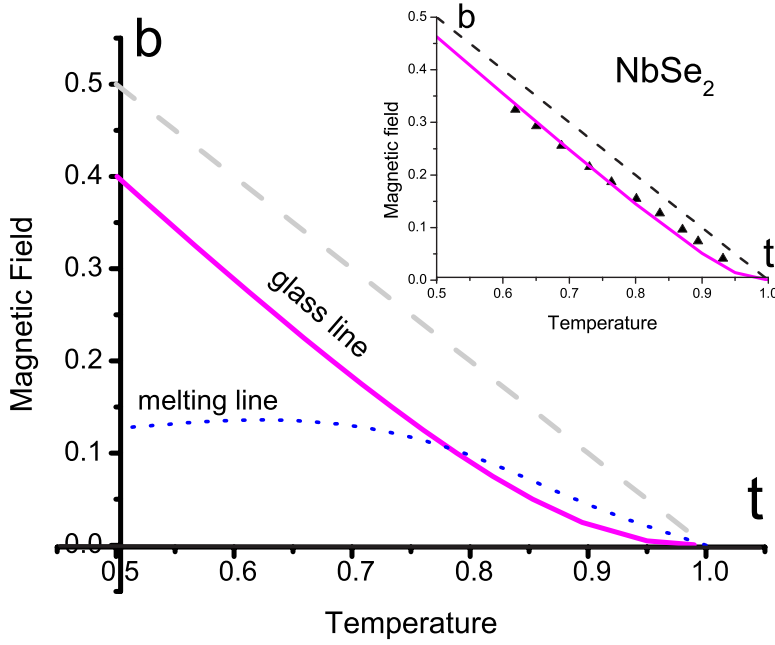 b
0.5
0.4
0.3
0.2
0.1
0.0
Magnetic Field
glass line
melting line
t
0.5 0.6 0.7 0.8 0.9 1.0
Temperature
b
NbSe2
0.5
0.4
0.3
0.2
0.1
0.0
Magnetic field
t
0.5 0.6 0.7 0.8 0.9 1.0
Temperature